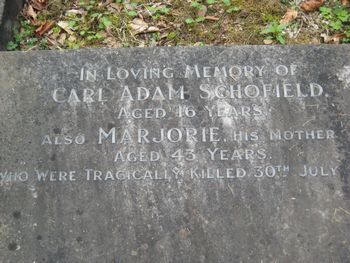 IN LOVING MEMORY OF
CARL ADAM SCHOFIELD.
AGED 16 YEARS
ALSO MARJORIE, HIS MOTHER
AGED 43 YEARS
WHO WERE TRAGICALLY KILLED 30TH JULY